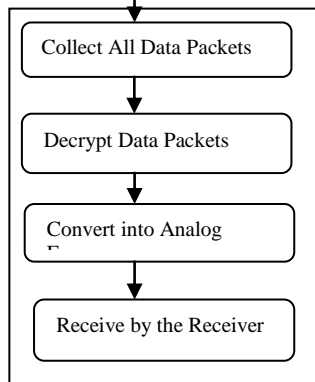 Collect All Data Packets
Decrypt Data Packets
Convert into Analog
Receive by the Receiver